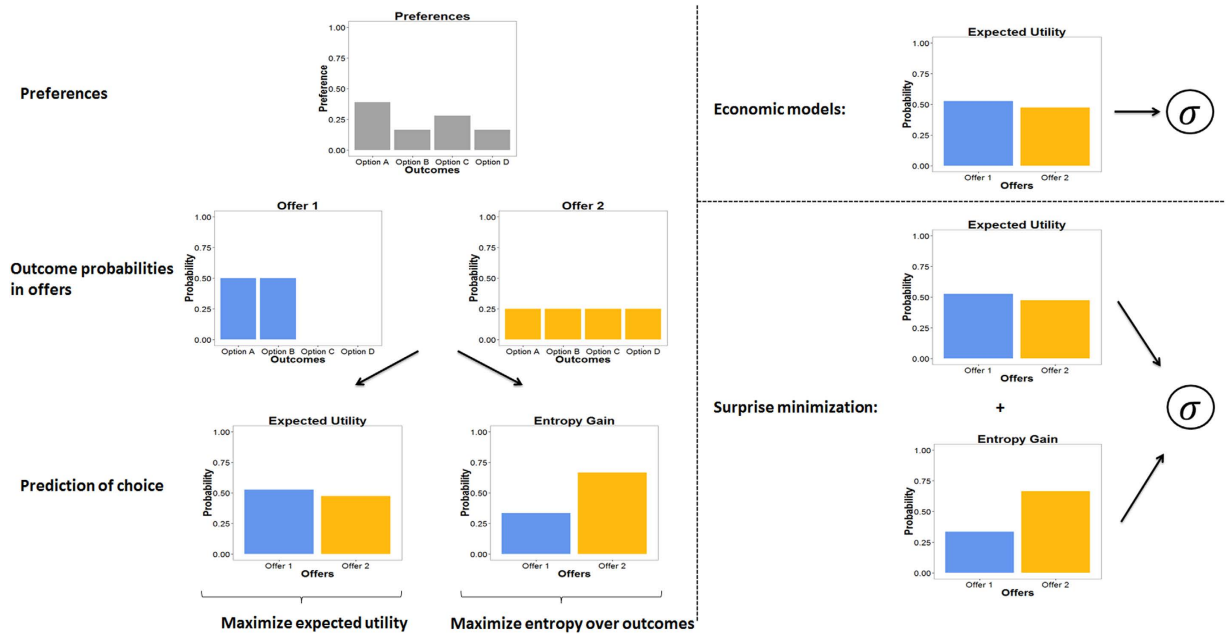 Preferences
1.00
0.75
0.50
0.25
0.00
Preference
Option A Option B Option C Option D
Outcomes
Preferences
Offer 1
1.00
0.75
0.50
0.25
0.00
Probability
Option A Option B Option C Option D
Outcomes
Offer 2
1.00
0.75
0.50
0.25
0.00
Probability
Option A Option B Option C Option D
Outcomes
Outcome probabilities
in offers
Expected Utility
1.00
0.75
0.50
0.25
0.00
Probability
Offer 1 Offer 2
Offers
Entropy Gain
1.00
0.75
0.50
0.25
0.00
Probability
Offer 1 Offer 2
Offers
Prediction of choice
Maximize expected utility
Maximize entropy over outcomes
Economic models:
Expected Utility
1.00
0.75
0.50
0.25
0.00
Probability
Offer 1 Offer 2
Offers
σ
Surprise minimization:
Expected Utility
1.00
0.75
0.50
0.25
0.00
Probability
Offer 1 Offer 2
Offers
+
Entropy Gain
1.00
0.75
0.50
0.25
0.00
Probability
Offer 1 Offer 2
Offers
σ